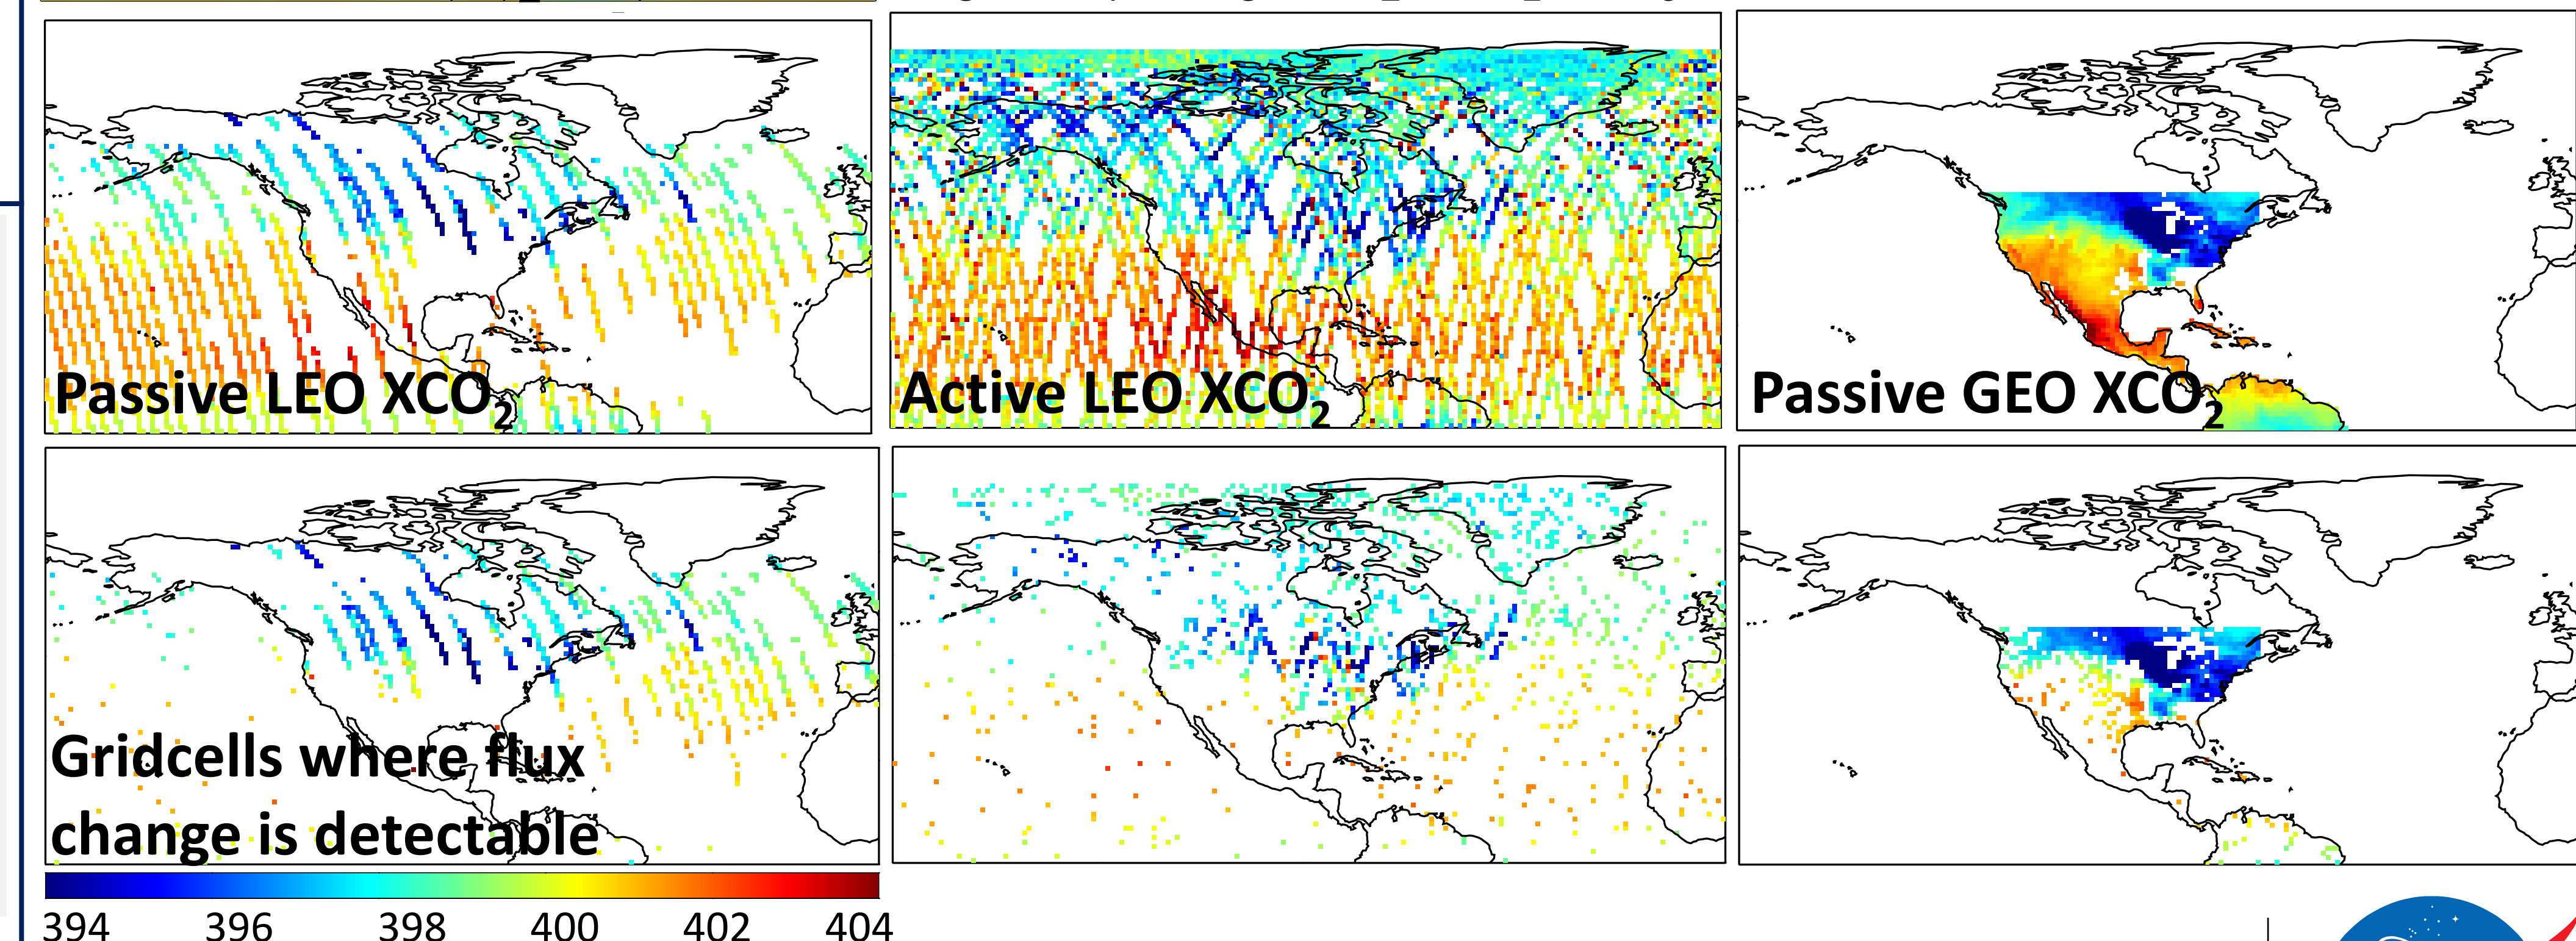 Passive LEO XCO₂
Active LEO XCO₂
Passive GEO XCO₂
Gridcells where flux
change is detectable
394 396 398 400 402 404